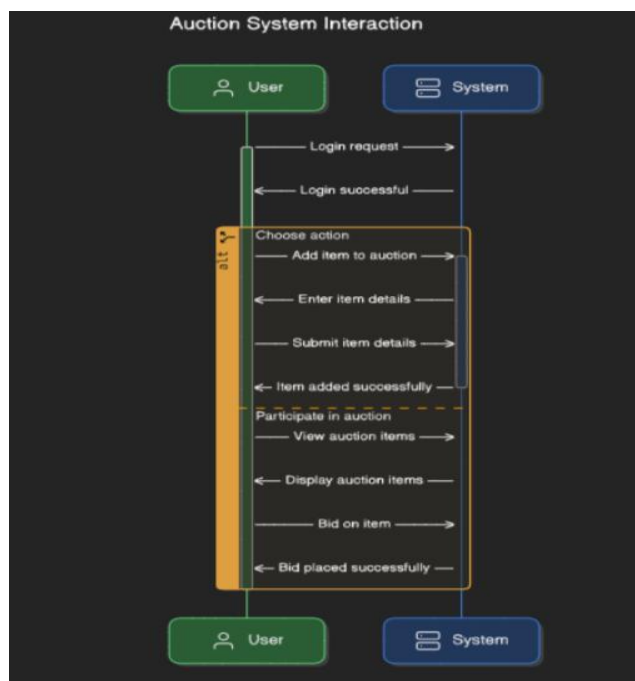 Auction System Interaction
User System
Login request
Login successful
alt
Choose action
Add item to auction
Enter item details
Submit item details
Item added successfully
Participate in auction
View auction items
Display auction items
Bid on item
Bid placed successfully
User System